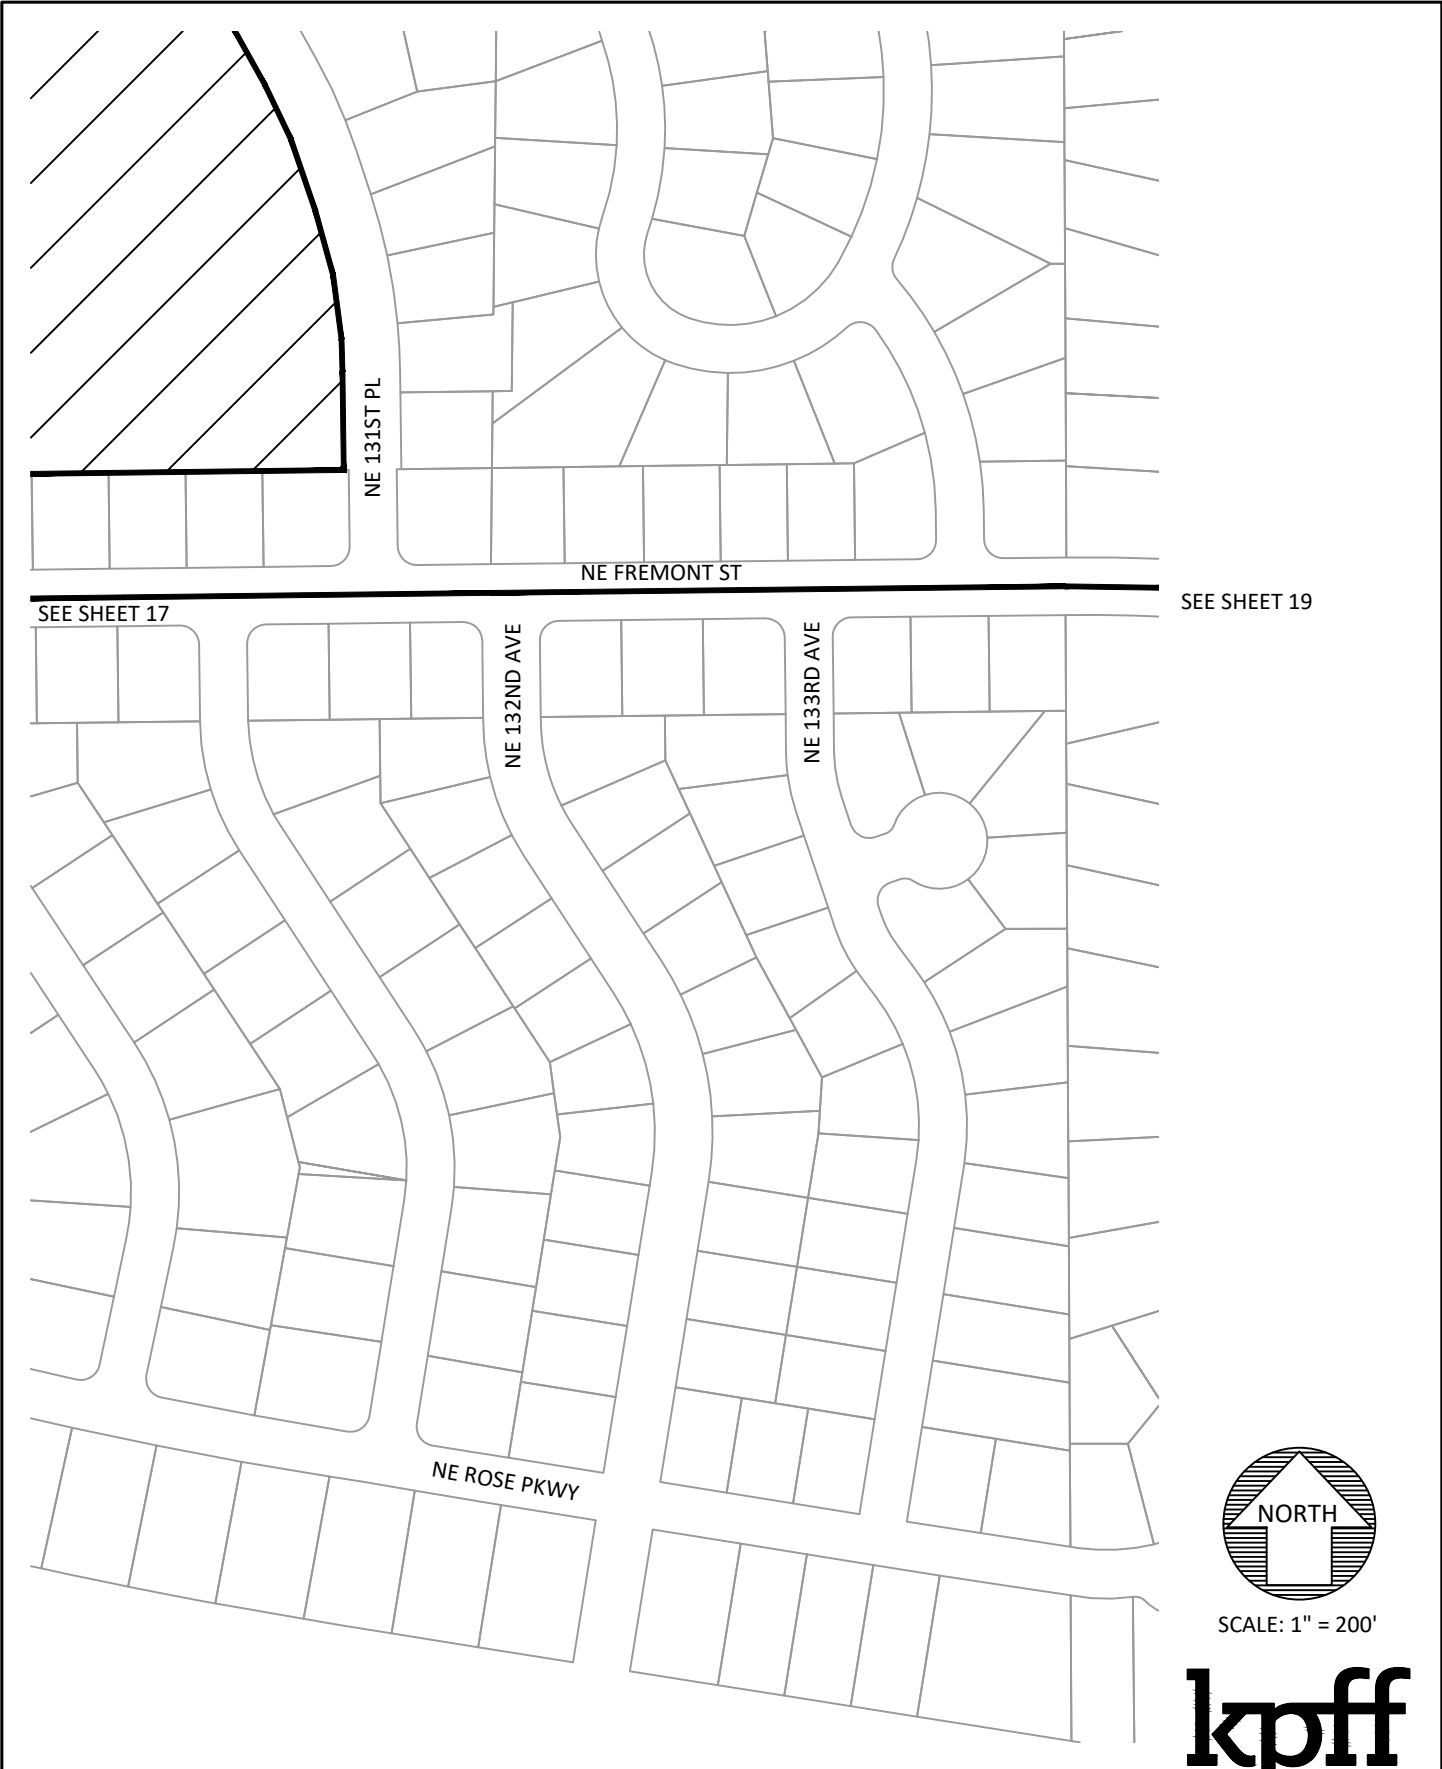 NE 131ST PL
NE FREMONT ST
SEE SHEET 17
SEE SHEET 19
NE 132ND AVE
NE 133RD AVE
NE ROSE PKWY
NORTH
SCALE: 1" = 200'
kpff